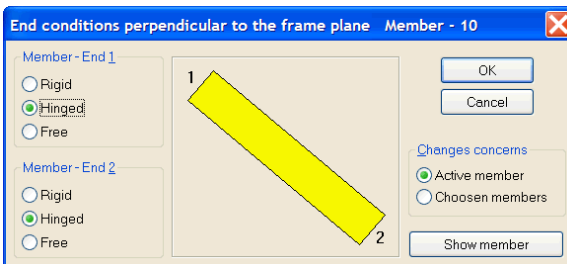 End conditions perpendicular to the frame plane Member - 10
Member - End 1
Rigid
Hinged
Free
Member - End 2
Rigid
Hinged
Free
1
2
OK
Cancel
Changes concerns
Active member
Choosen members
Show member